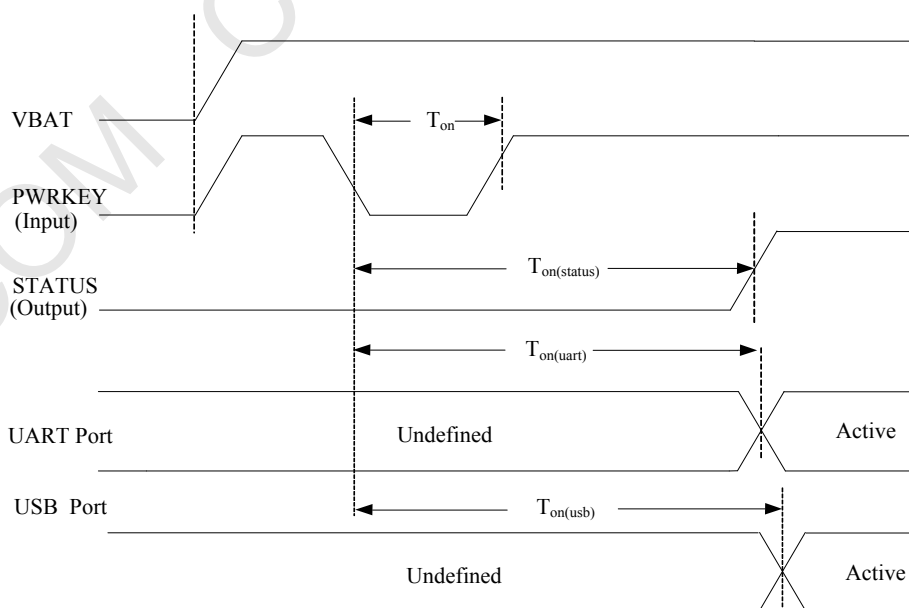 COM C
VBAT
T_on
PWRKEY
(Input)
STATUS
(Output)
T_on(status)
T_on(uart)
UART Port
Undefined
Active
USB Port
T_on(usb)
Undefined
Active